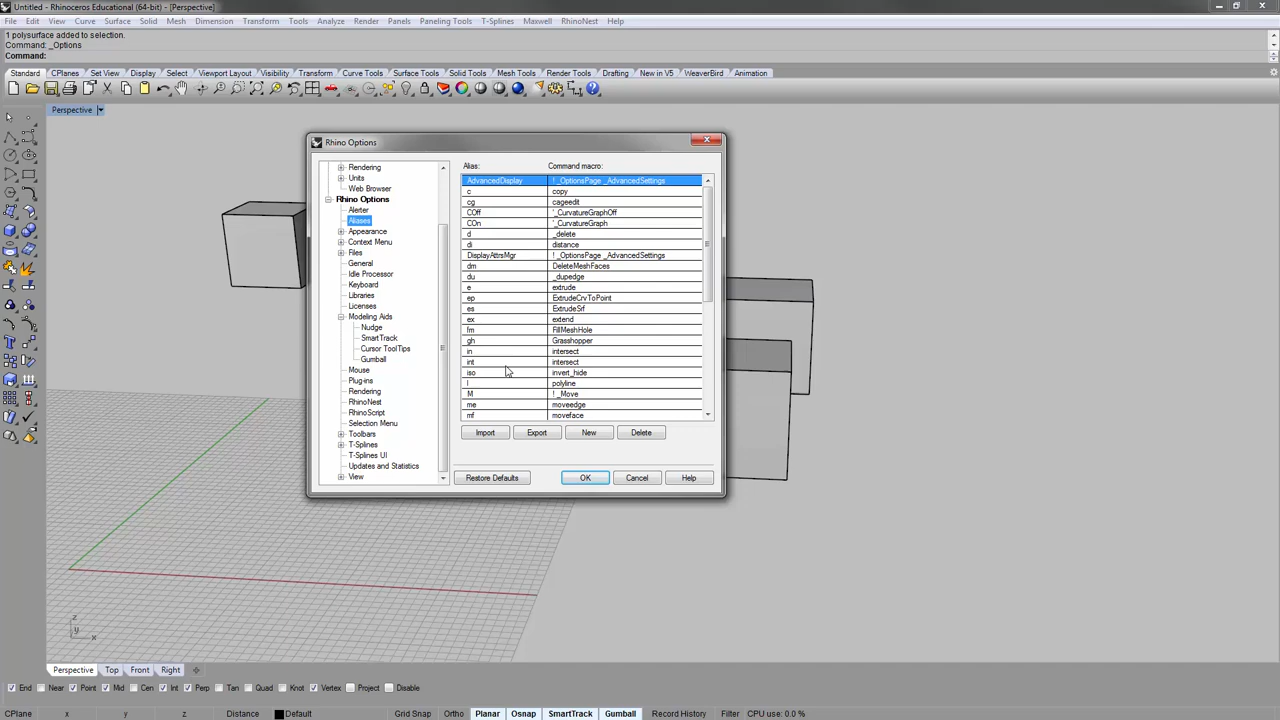 Untitled - Rhinoceros Educational (64-bit) - [Perspective]
File Edit View Curve Surface Solid Mesh Dimension Transform Tools Analyze Render Panels Paneling Tools T-Splines Maxwell RhinoNest Help
1 polysurface added to selection.
Command: _Options
Command:
Standard CPlanes Set View Display Select Viewport Layout Visibility Transform Curve Tools Surface Tools Solid Tools Mesh Tools Render Tools Drafting New in V5 WeaverBird Animation
Perspective
Rhino Options
Rendering
Units
Web Browser
Rhino Options
Alerter
Aliases
Appearance
Context Menu
Files
General
Idle Processor
Keyboard
Libraries
Licenses
Modeling Aids
Nudge
SmartTrack
Cursor ToolTips
Gumball
Mouse
Plug-ins
Rendering
RhinoNest
RhinoScript
Selection Menu
Toolbars
T-Splines
T-Splines UI
Updates and Statistics
View
Alias: Command macro:
AdvancedDisplay ! _OptionsPage _AdvancedSettings
c copy
cg cageedit
COff '_CurvatureGraphOff
COn '_CurvatureGraph
d _delete
di distance
DisplayAttrsMgr ! _OptionsPage _AdvancedSettings
dm DeleteMeshFaces
du _dupedge
e extrude
ep ExtrudeCrvToPoint
es ExtrudeSrf
ex extend
fm FillMeshHole
gh Grasshopper
in intersect
int intersect
iso invert_hide
l polyline
M ! _Move
me moveedge
mf moveface
Import Export New Delete
Restore Defaults OK Cancel Help
z
y
x
Perspective Top Front Right
End Near Point Mid Cen Int Perp Tan Quad Knot Vertex Project Disable
CPlane x y z Distance Default Grid Snap Ortho Planar Osnap SmartTrack Gumball Record History Filter CPU use: 0.0 %